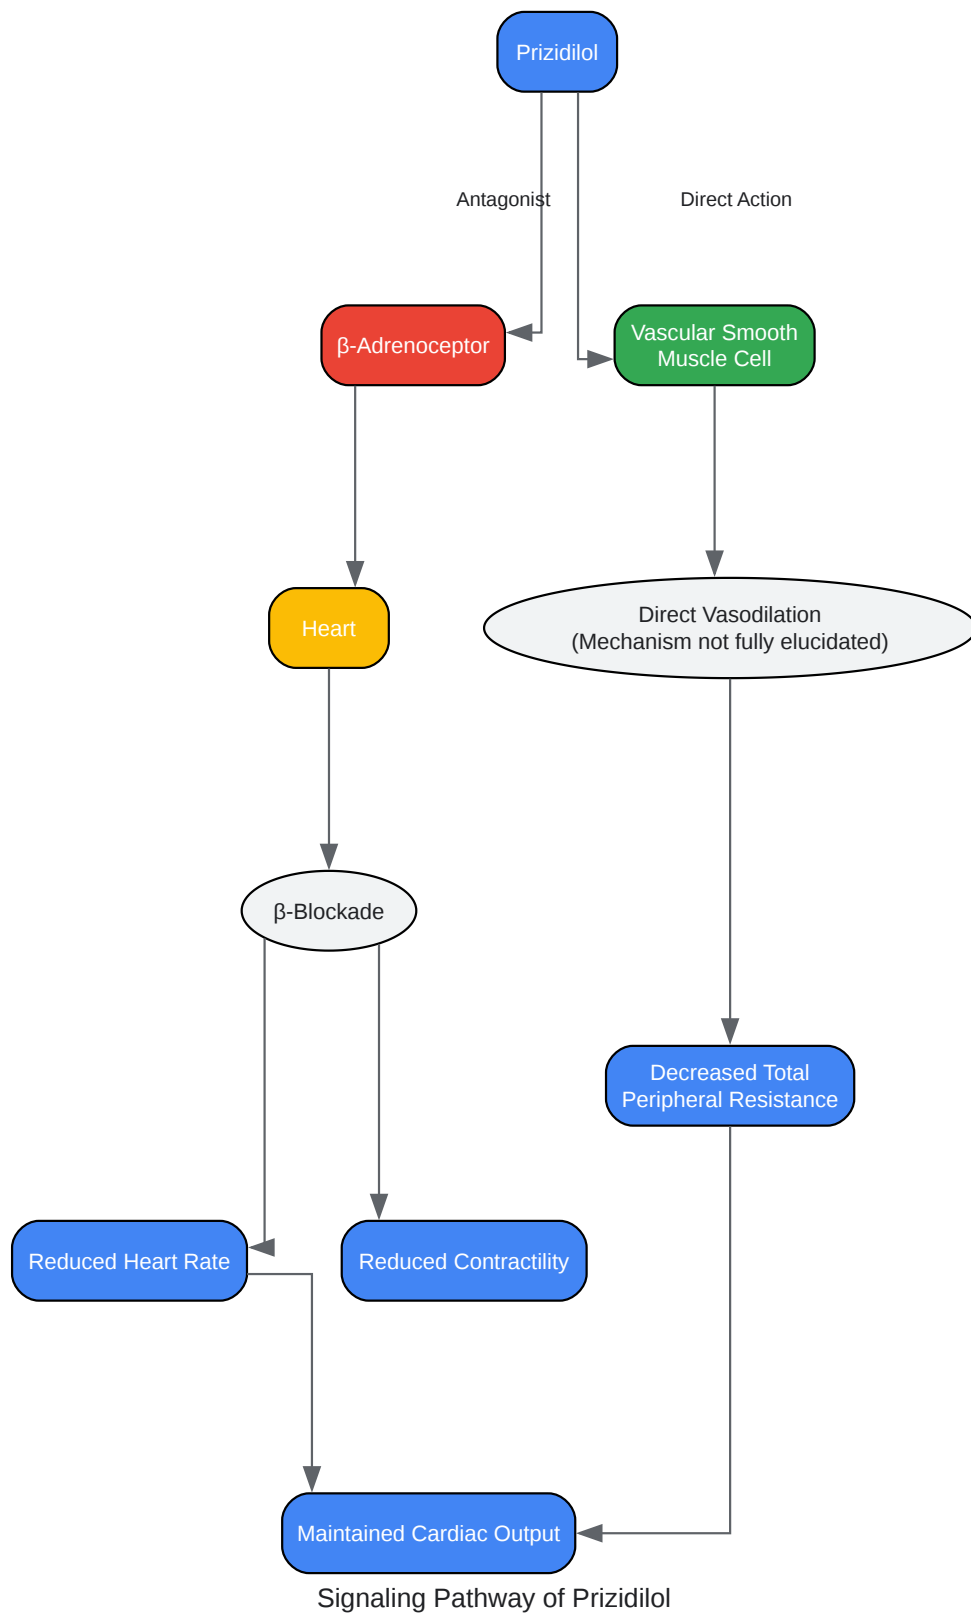 Prizidilol
Antagonist
Direct Action
β-Adrenoceptor
Vascular Smooth
Muscle Cell
Heart
Direct Vasodilation
(Mechanism not fully elucidated)
β-Blockade
Decreased Total
Peripheral Resistance
Reduced Heart Rate
Reduced Contractility
Maintained Cardiac Output
Signaling Pathway of Prizidilol